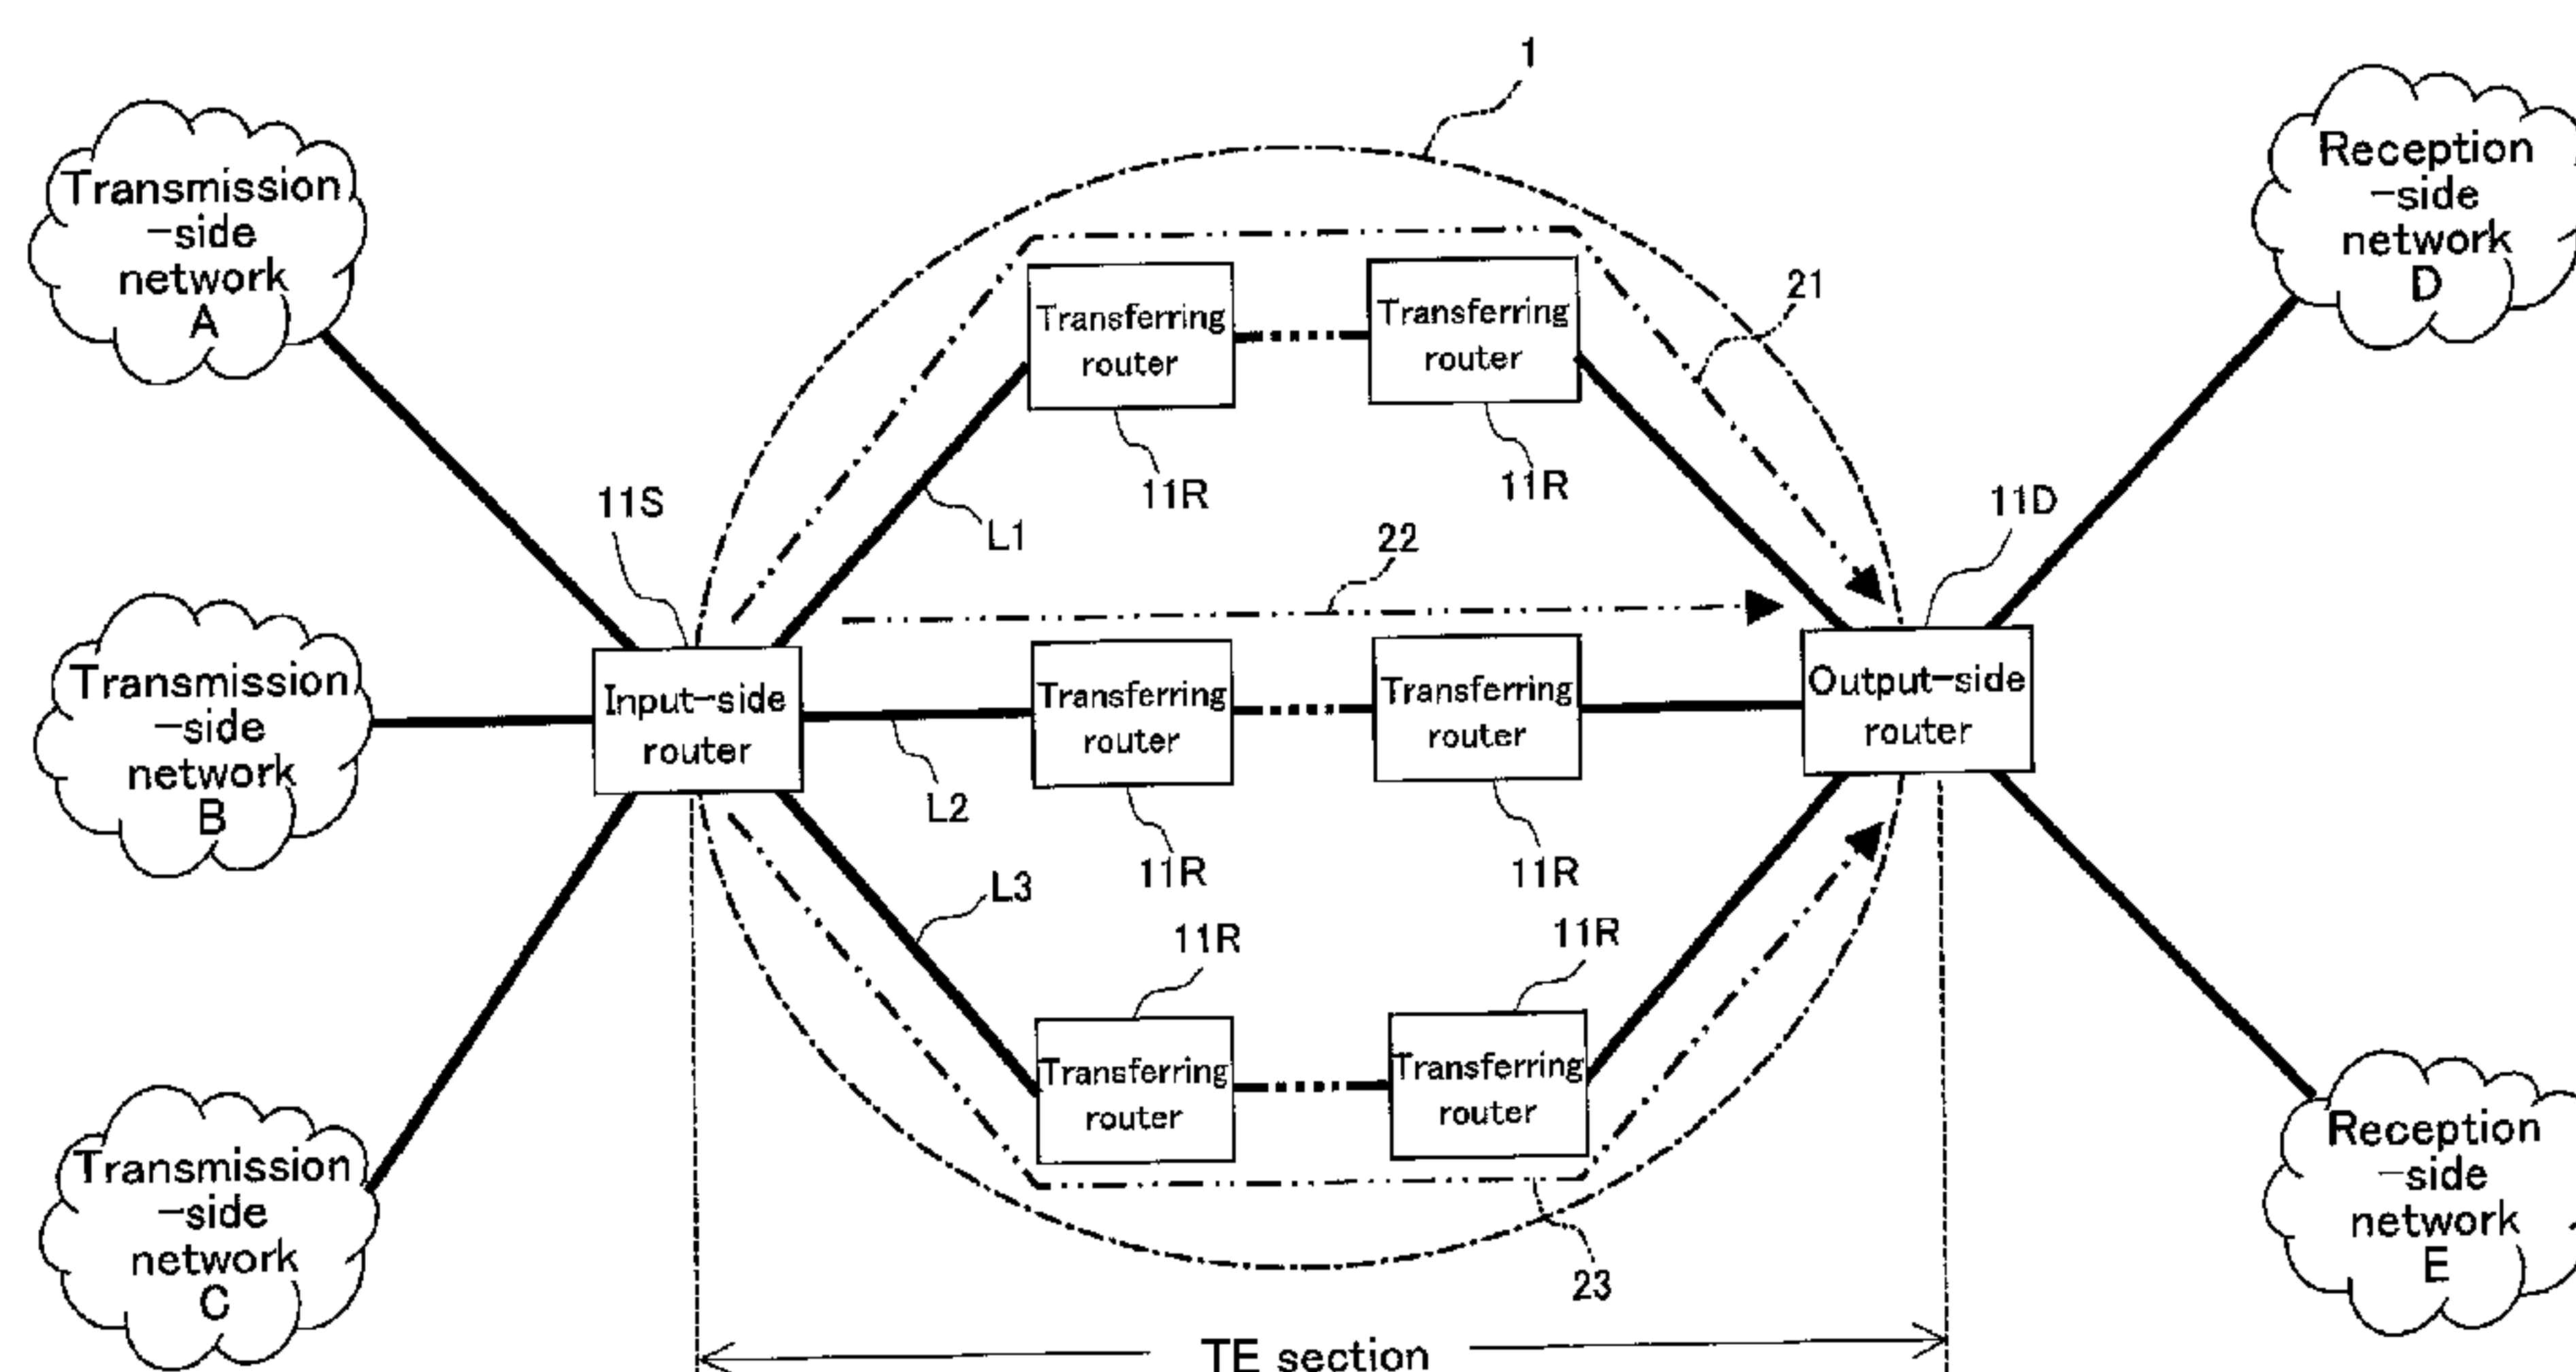 1
Transmission
-side
network
A
Reception
-side
network
D
21
Transferring
router
Transferring
router
11R
11R
11S
L1
22
11D
Transmission
-side
network
B
Input-side
router
Transferring
router
Transferring
router
Output-side
router
L2
11R
11R
L3
11R
11R
Transferring
router
Transferring
router
Transmission
-side
network
C
Reception
-side
network
E
23
TE section